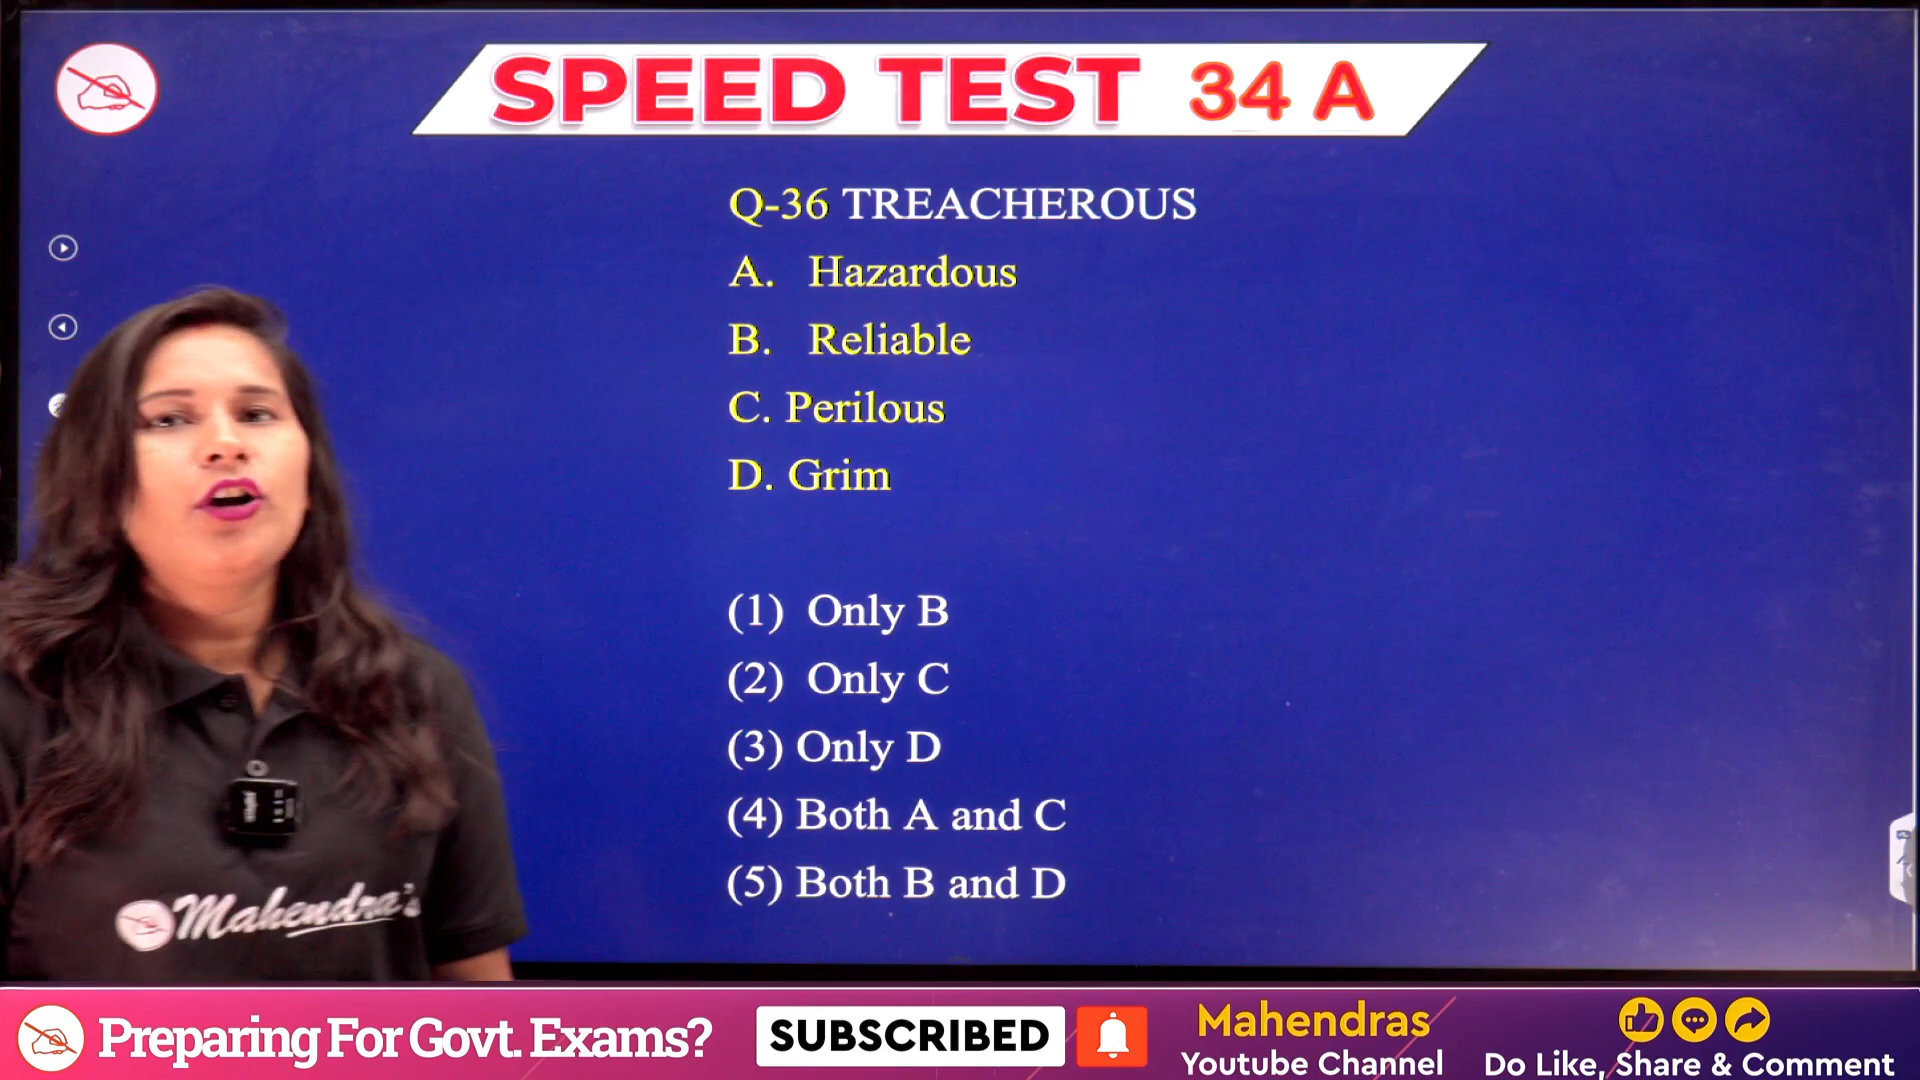 SPEED TEST 34 A
Q-36 TREACHEROUS
A. Hazardous
B. Reliable
C. Perilous
D. Grim
(1) Only B
(2) Only C
(3) Only D
(4) Both A and C
(5) Both B and D
Mahendra's
Preparing For Govt. Exams?
SUBSCRIBED
Mahendras
Youtube Channel
Do Like, Share & Comment